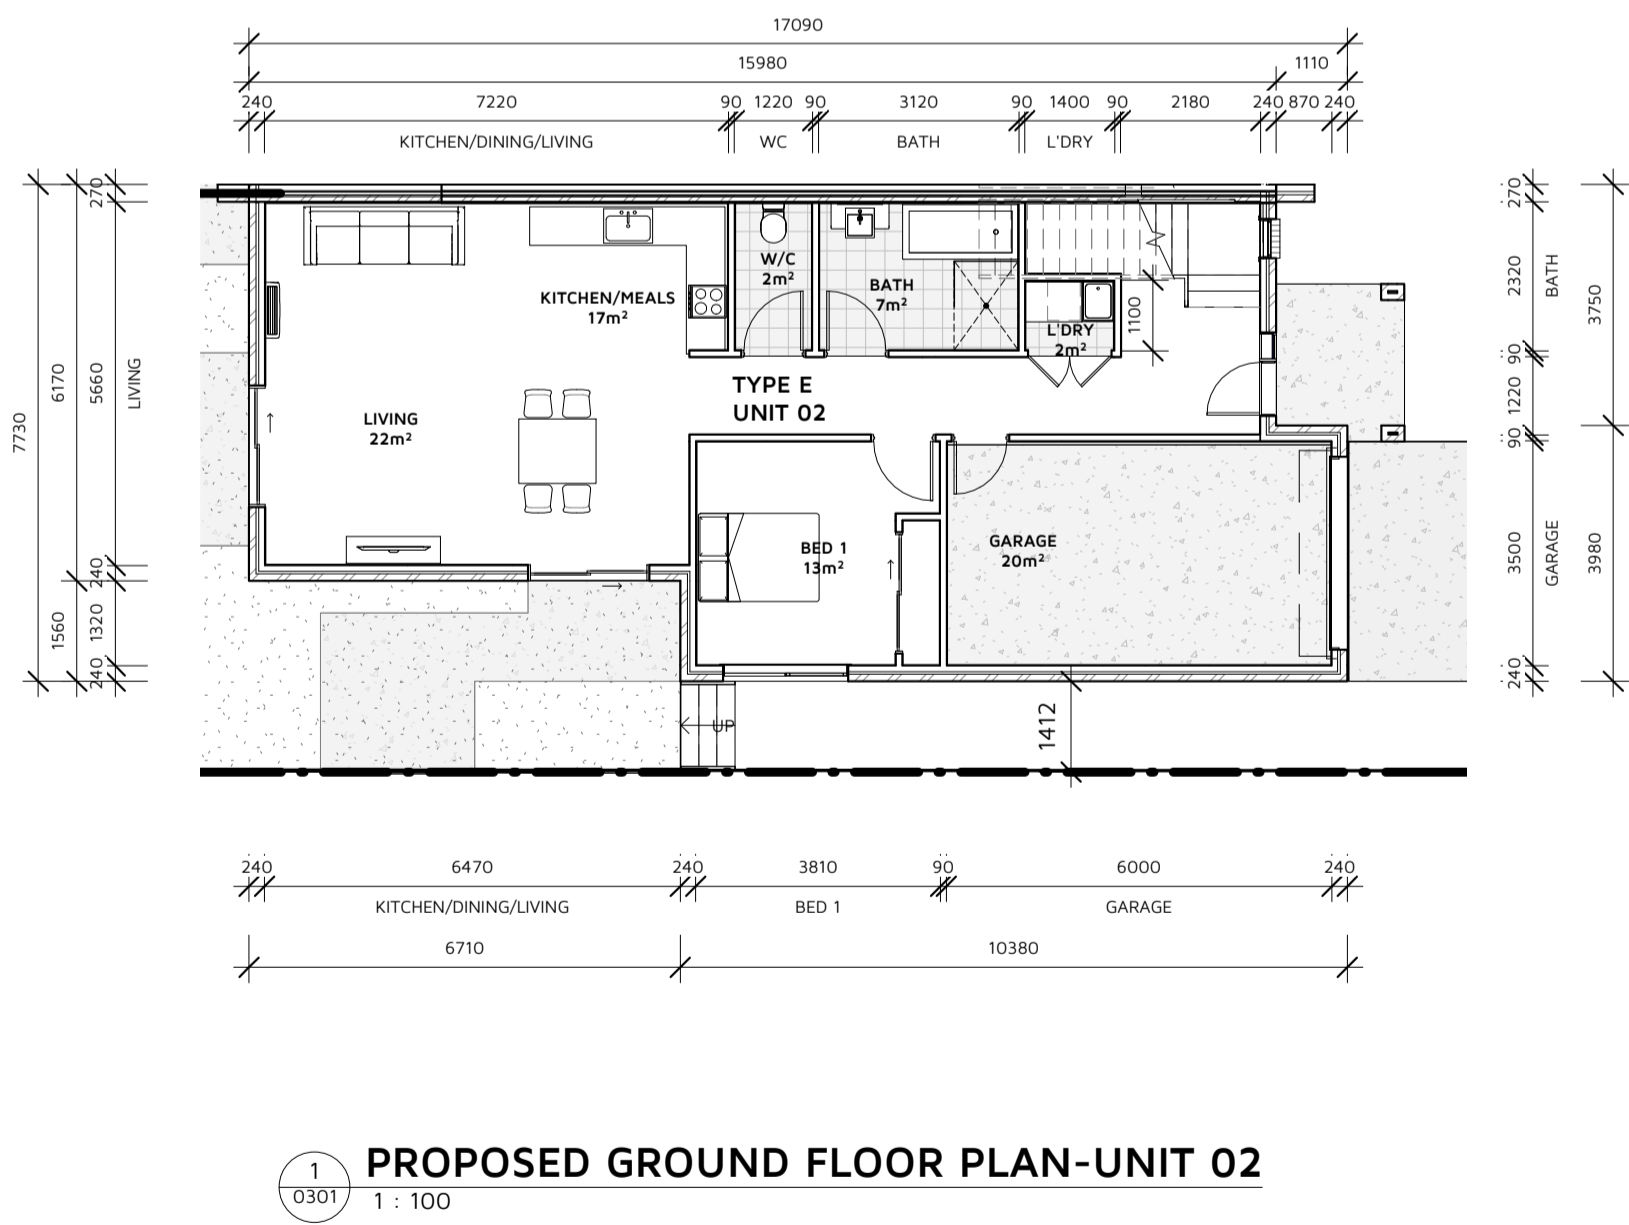 17090
15980 1110
240 7220 90 1220 90 3120 90 1400 90 2180 240 870 240
KITCHEN/DINING/LIVING WC BATH L'DRY
7730
6170
1560
270
5660
240
1320
240
LIVING
W/C
2m²
BATH
7m²
KITCHEN/MEALS
17m²
L'DRY
2m²
1100
TYPE E
UNIT 02
LIVING
22m²
BED 1
13m²
GARAGE
20m²
UP
1412
270
2320
90
1220
90
3500
240
BATH
GARAGE
3750
3980
240 6470 240 3810 90 6000 240
KITCHEN/DINING/LIVING BED 1 GARAGE
6710 10380
1
0301
PROPOSED GROUND FLOOR PLAN-UNIT 02
1 : 100